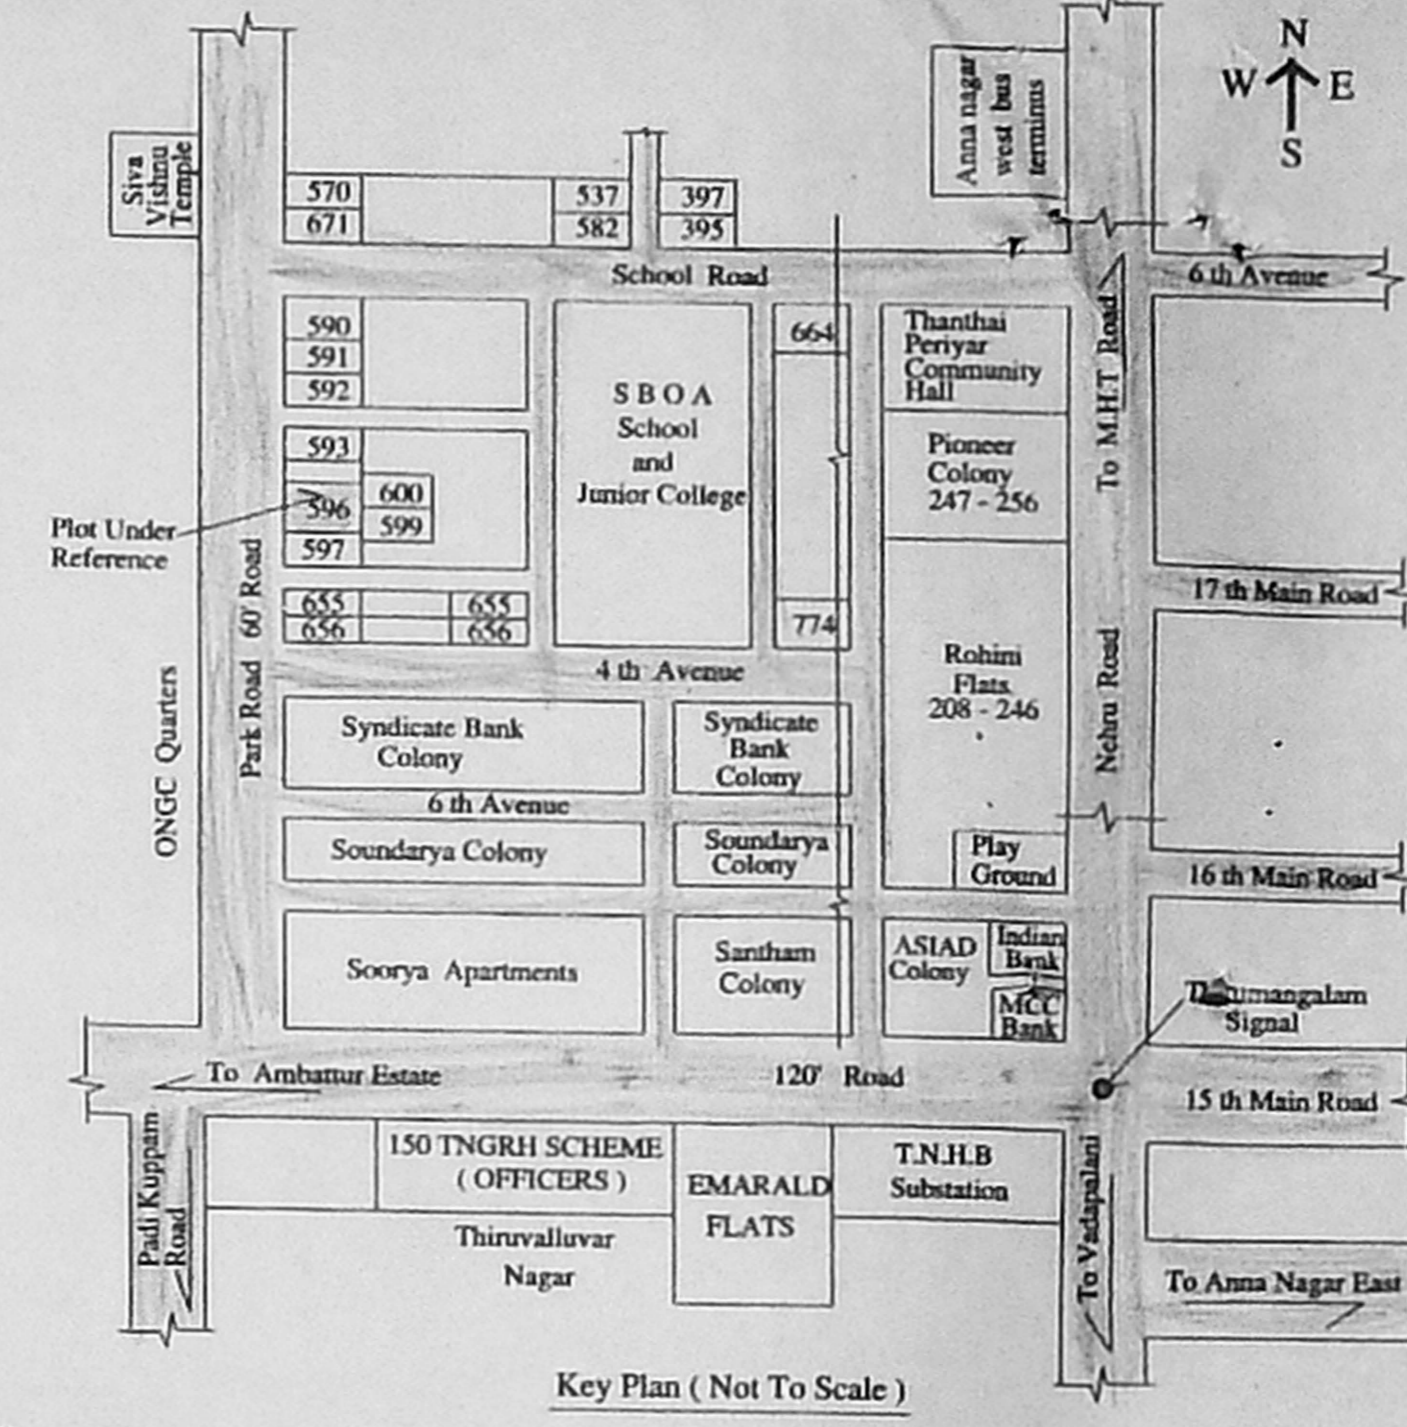 N
W E
S
Anna nagar
west bus
terminus
Siva
Vishnu
Temple
570
671
537
582
397
395
School Road
6 th Avenue
590
591
592
593
596
597
600
599
655
656
655
656
Plot Under
Reference
S B O A
School
and
Junior College
664
774
Thanthai
Periyar
Community
Hall
Pioneer
Colony
247 - 256
Rohini
Flats
208 - 246
Play
Ground
To M.H.T Road
Nehru Road
17 th Main Road
16 th Main Road
Park Road 60' Road
ONGC Quarters
4 th Avenue
Syndicate Bank
Colony
Syndicate
Bank
Colony
6 th Avenue
Soundarya Colony
Soundarya
Colony
Soorya Apartments
Santham
Colony
ASIAD
Colony
Indian
Bank
MCC
Bank
Signal
To Ambattur Estate
120' Road
15 th Main Road
Padi Kuppam
Road
150 TNGRH SCHEME
( OFFICERS )
Thiruvalluvar
Nagar
EMARALD
FLATS
T.N.H.B
Substation
To Vadapalani
To Anna Nagar East
Key Plan ( Not To Scale )